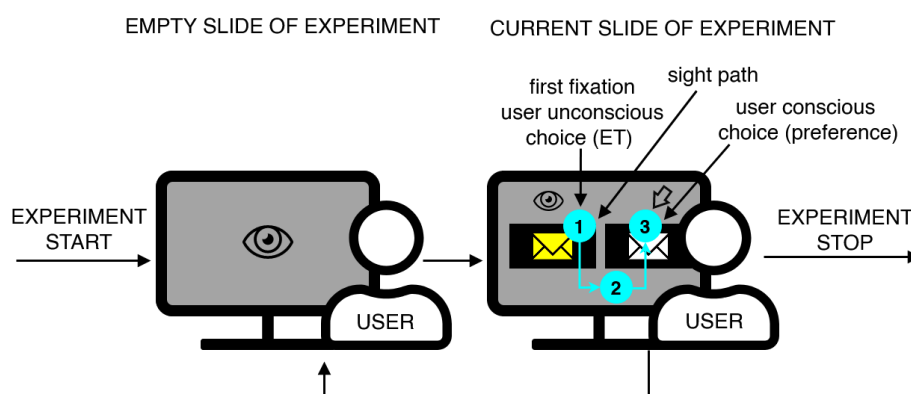 EMPTY SLIDE OF EXPERIMENT
CURRENT SLIDE OF EXPERIMENT
sight path
first fixation
user unconscious
choice (ET)
user conscious
choice (preference)
EXPERIMENT
START
1
3
2
USER
USER
EXPERIMENT
STOP